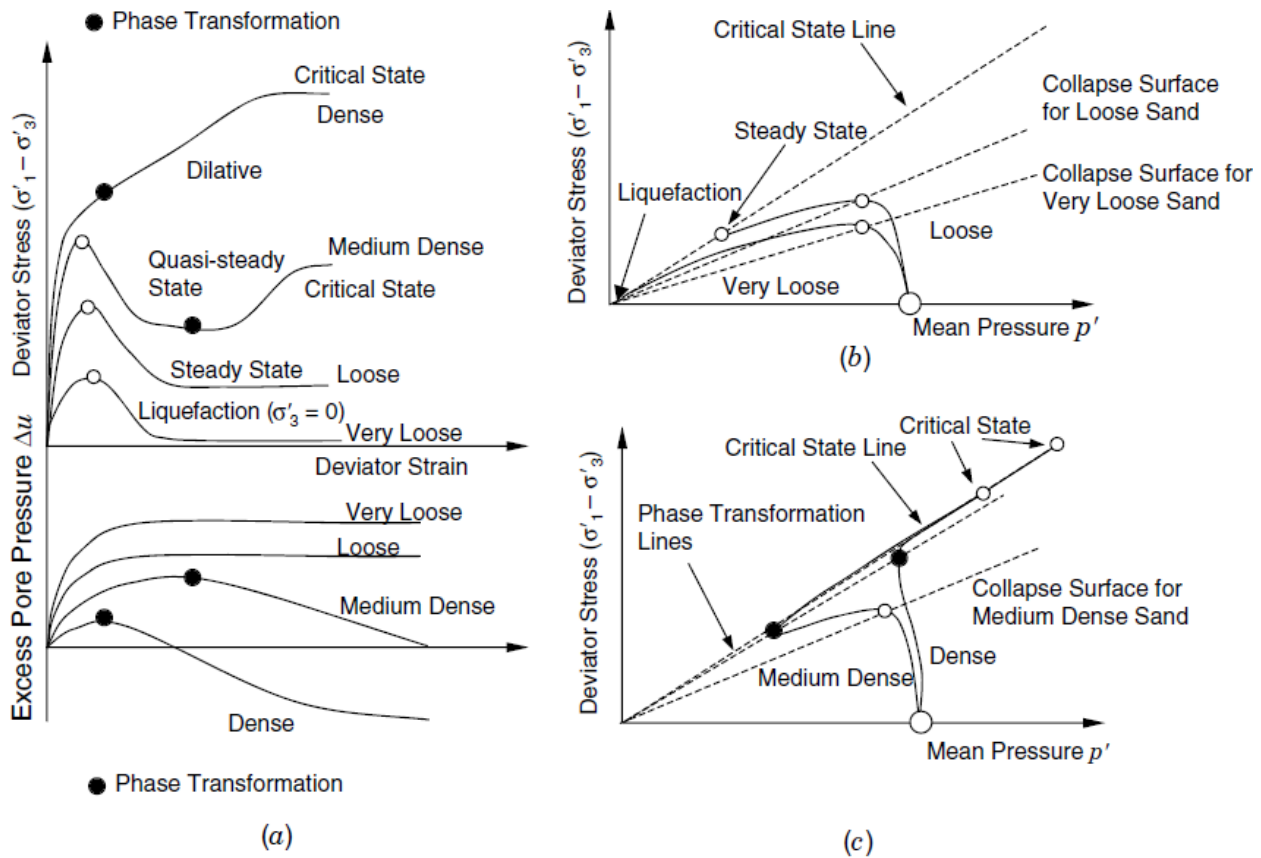 Phase Transformation
Deviator Stress (σ′1 – σ′3)
Critical State
Dense
Dilative
Quasi-steady
State
Medium Dense
Critical State
Steady State
Loose
Liquefaction (σ′3 = 0)
Very Loose
Deviator Strain
Excess Pore Pressure Δu
Very Loose
Loose
Medium Dense
Dense
Phase Transformation
(a)
Deviator Stress (σ′1 – σ′3)
Critical State Line
Collapse Surface
for Loose Sand
Steady State
Collapse Surface for
Very Loose Sand
Liquefaction
Loose
Very Loose
Mean Pressure p′
(b)
Deviator Stress (σ′1 – σ′3)
Critical State
Critical State Line
Phase Transformation
Lines
Collapse Surface for
Medium Dense Sand
Dense
Medium Dense
Mean Pressure p′
(c)